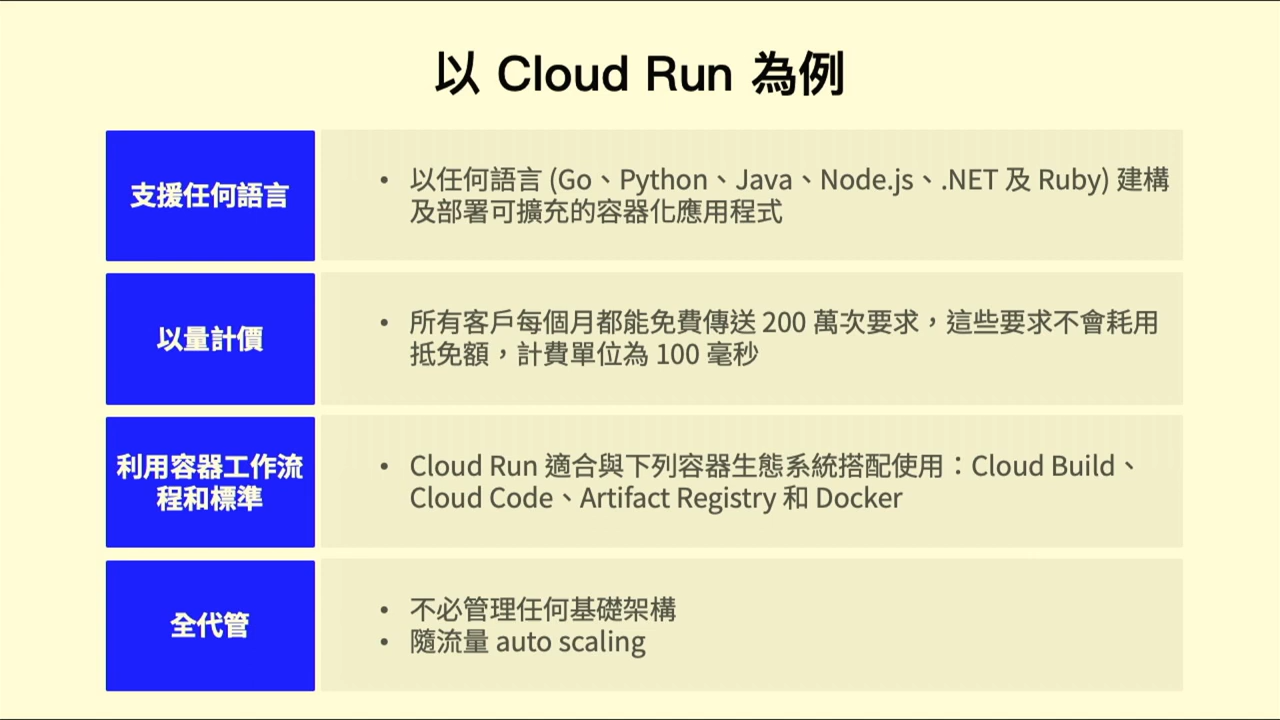 以 Cloud Run 為例
支援任何語言
• 以任何語言 (Go、Python、Java、Node.js、.NET 及 Ruby) 建構
及部署可擴充的容器化應用程式
以量計價
• 所有客戶每個月都能免費傳送 200 萬次要求，這些要求不會耗用
抵免額，計費單位為 100 毫秒
利用容器工作流
程和標準
• Cloud Run 適合與下列容器生態系統搭配使用：Cloud Build、
Cloud Code、Artifact Registry 和 Docker
全代管
• 不必管理任何基礎架構
• 隨流量 auto scaling